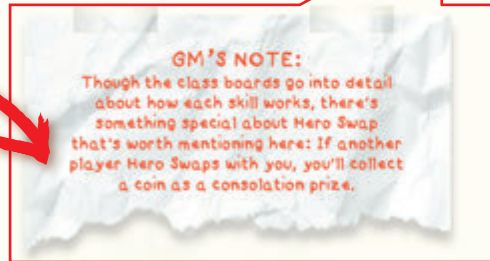 GM'S NOTE:
Though the class boards go into detail
about how each skill works, there's
something special about Hero Swap
that's worth mentioning here: If another
player Hero Swaps with you, you'll collect
a coin as a consolation prize.